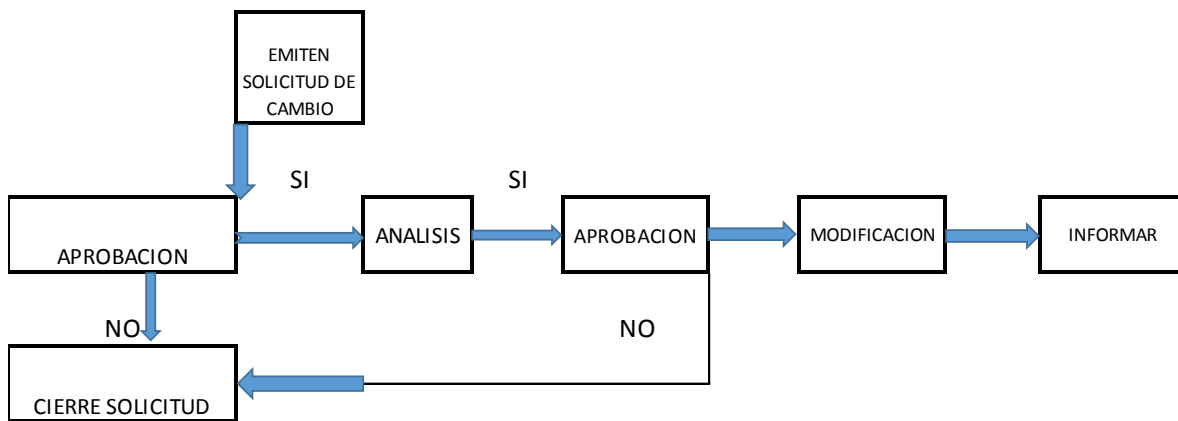 EMITEN
SOLICITUD DE
CAMBIO
SI
SI
APROBACION
ANALISIS
APROBACION
MODIFICACION
INFORMAR
NO
NO
CIERRE SOLICITUD